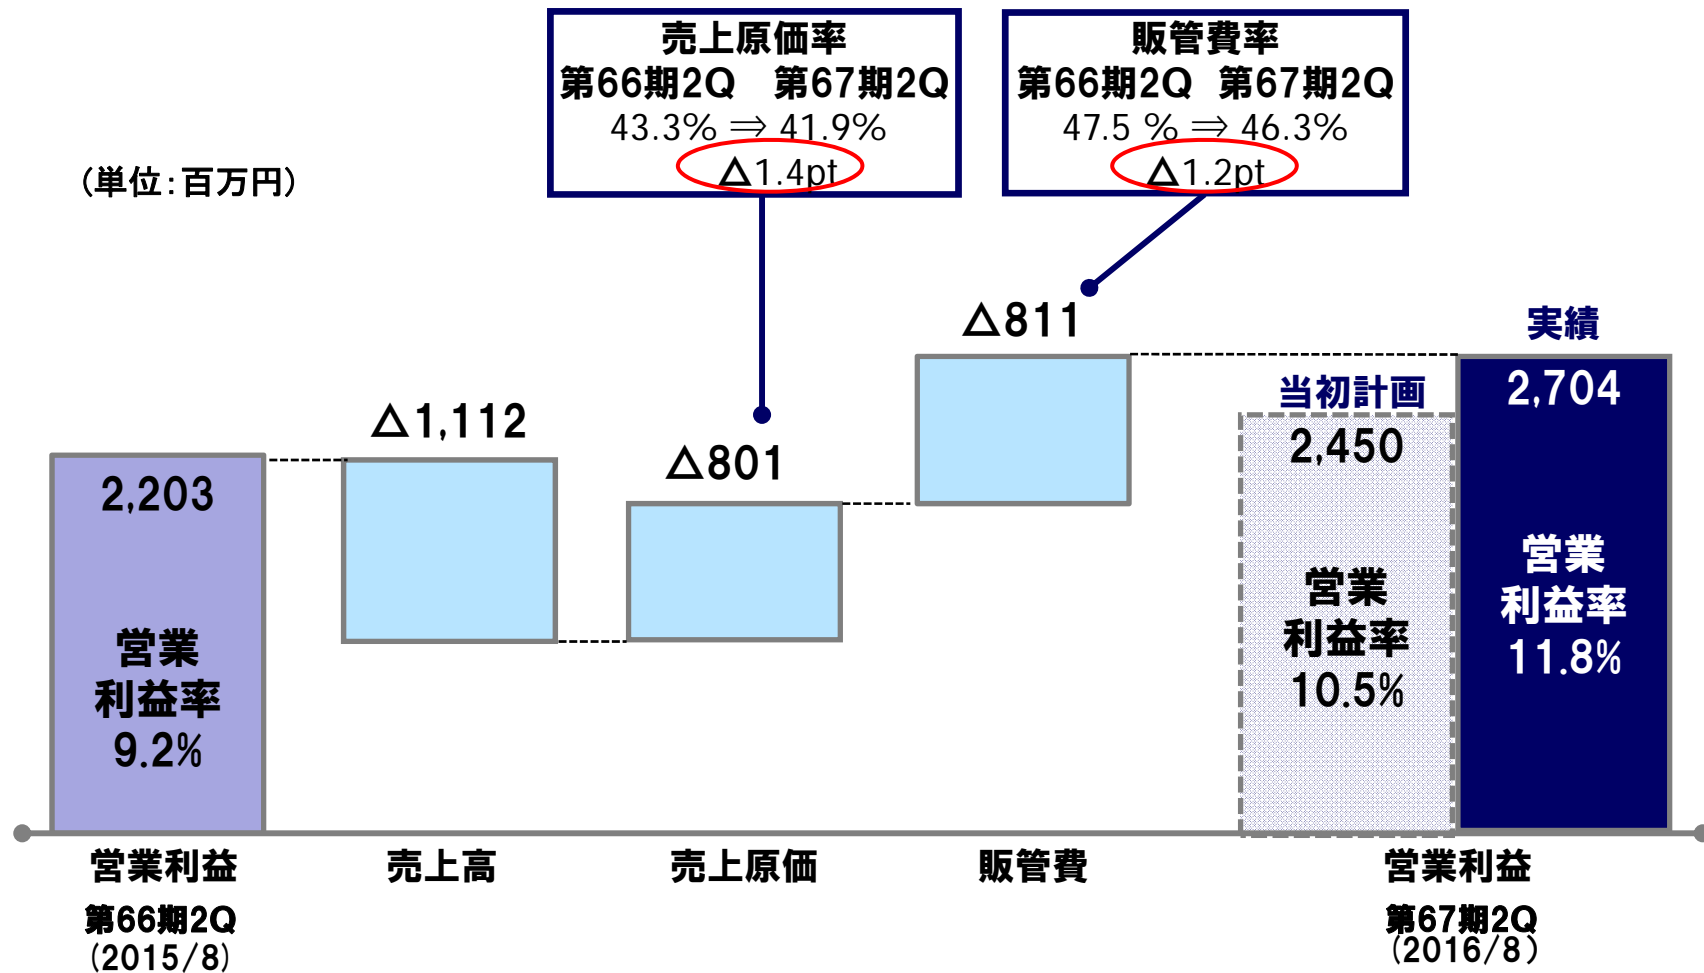 売上原価率
第66期2Q 第67期2Q
43.3% ⇒ 41.9%
△1.4pt
販管費率
第66期2Q 第67期2Q
47.5 % ⇒ 46.3%
△1.2pt
(単位:百万円)
2,203
営業
利益率
9.2%
△1,112
△801
△811
当初計画
2,450
営業
利益率
10.5%
実績
2,704
営業
利益率
11.8%
営業利益
第66期2Q
(2015/8)
売上高
売上原価
販管費
営業利益
第67期2Q
(2016/8)